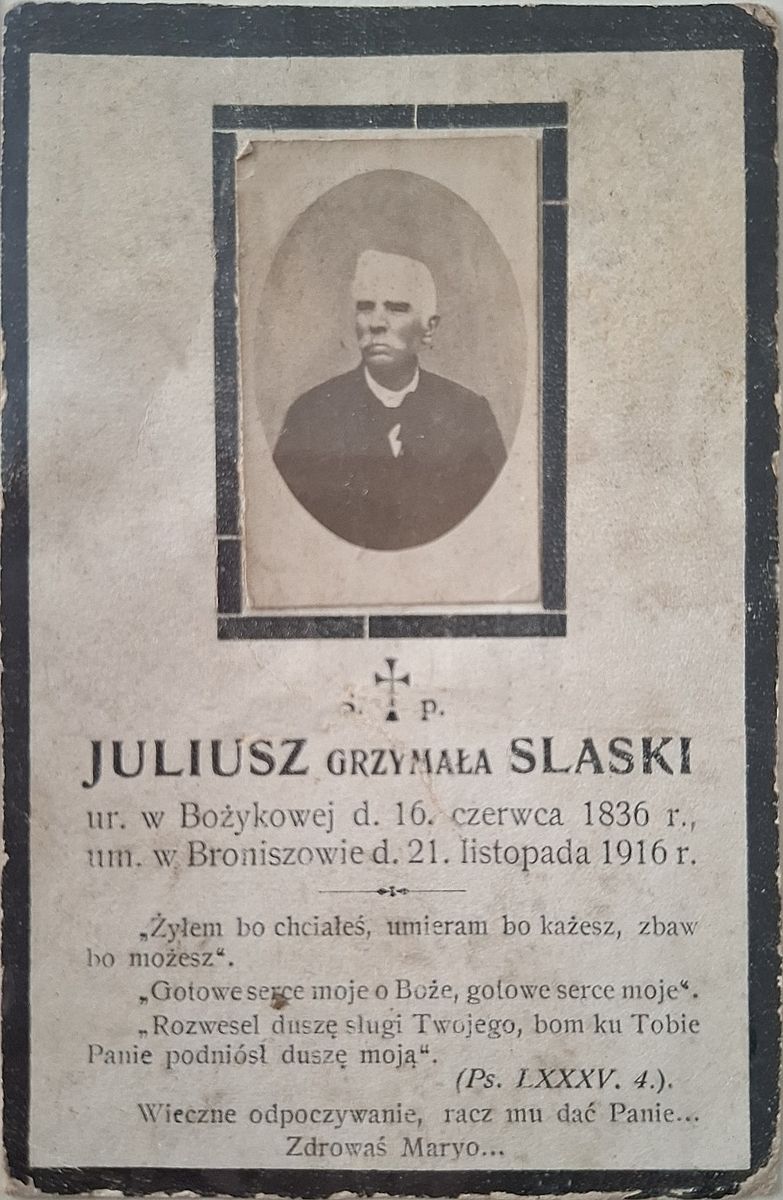 Ś. p.
JULIUSZ GRZYMAŁA SLASKI
ur. w Bożykowej d. 16. czerwca 1836 r.,
um. w Broniszowie d. 21. listopada 1916 r.
„Żyłem bo chciałeś, umieram bo każesz, zbaw
bo możesz“.
„Gotowe serce moje o Boże, gotowe serce moje“.
„Rozwesel duszę sługi Twojego, bom ku Tobie
Panie podniósł duszę moją“.
(Ps. LXXXV. 4.).
Wieczne odpoczywanie, racz mu dać Panie...
Zdrowaś Maryo...